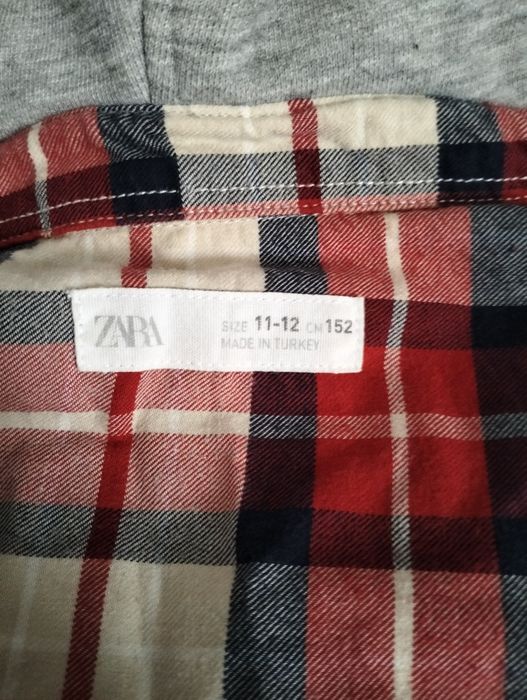 ZARA
SIZE 11-12 CM 152
MADE IN TURKEY